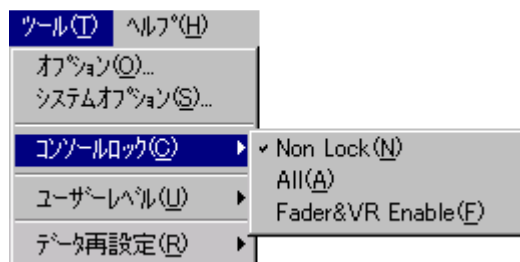 ツール(T) ヘルプ(H)
オプション(O)...
システムオプション(S)...
コンソールロック(C)
Non Lock(N)
All(A)
Fader&VR Enable(F)
ユーザーレベル(U)
データ再設定(R)